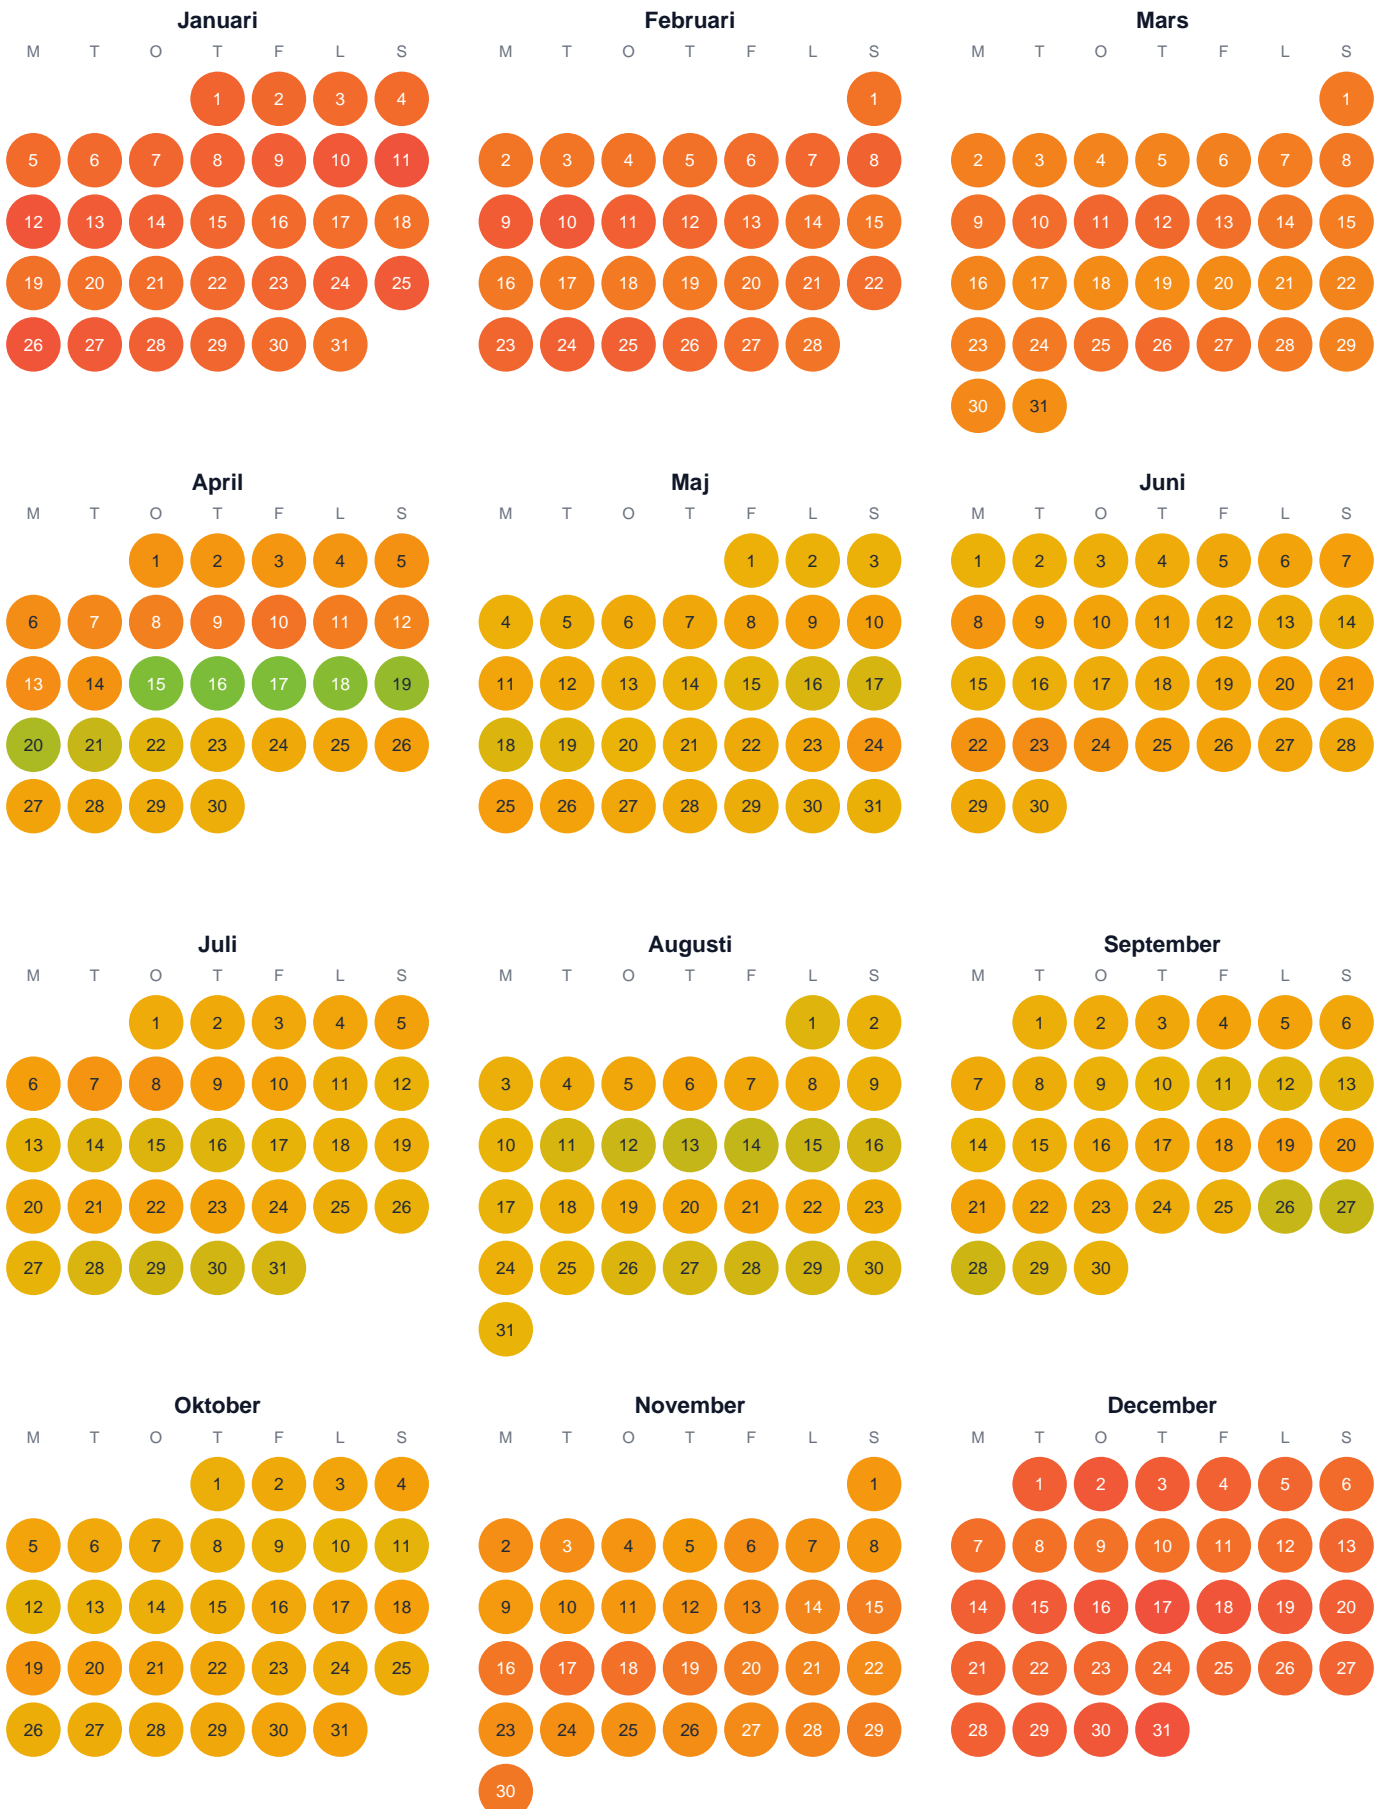 Januari Februari Mars
M T O T F L S M T O T F L S M T O T F L S
1 2 3 4 1 1
5 6 7 8 9 10 11 2 3 4 5 6 7 8 2 3 4 5 6 7 8
12 13 14 15 16 17 18 9 10 11 12 13 14 15 9 10 11 12 13 14 15
19 20 21 22 23 24 25 16 17 18 19 20 21 22 16 17 18 19 20 21 22
26 27 28 29 30 31 23 24 25 26 27 28 23 24 25 26 27 28 29
30 31
April Maj Juni
M T O T F L S M T O T F L S M T O T F L S
1 2 3 4 5 1 2 3 1 2 3 4 5 6 7
6 7 8 9 10 11 12 4 5 6 7 8 9 10 8 9 10 11 12 13 14
13 14 15 16 17 18 19 11 12 13 14 15 16 17 15 16 17 18 19 20 21
20 21 22 23 24 25 26 18 19 20 21 22 23 24 22 23 24 25 26 27 28
27 28 29 30 25 26 27 28 29 30 31 29 30
Juli Augusti September
M T O T F L S M T O T F L S M T O T F L S
1 2 3 4 5 1 2 1 2 3 4 5 6
6 7 8 9 10 11 12 3 4 5 6 7 8 9 7 8 9 10 11 12 13
13 14 15 16 17 18 19 10 11 12 13 14 15 16 14 15 16 17 18 19 20
20 21 22 23 24 25 26 17 18 19 20 21 22 23 21 22 23 24 25 26 27
27 28 29 30 31 24 25 26 27 28 29 30 28 29 30
31
Oktober November December
M T O T F L S M T O T F L S M T O T F L S
1 2 3 4 1 1 2 3 4 5 6
5 6 7 8 9 10 11 2 3 4 5 6 7 8 7 8 9 10 11 12 13
12 13 14 15 16 17 18 9 10 11 12 13 14 15 14 15 16 17 18 19 20
19 20 21 22 23 24 25 16 17 18 19 20 21 22 21 22 23 24 25 26 27
26 27 28 29 30 31 23 24 25 26 27 28 29 28 29 30 31
30